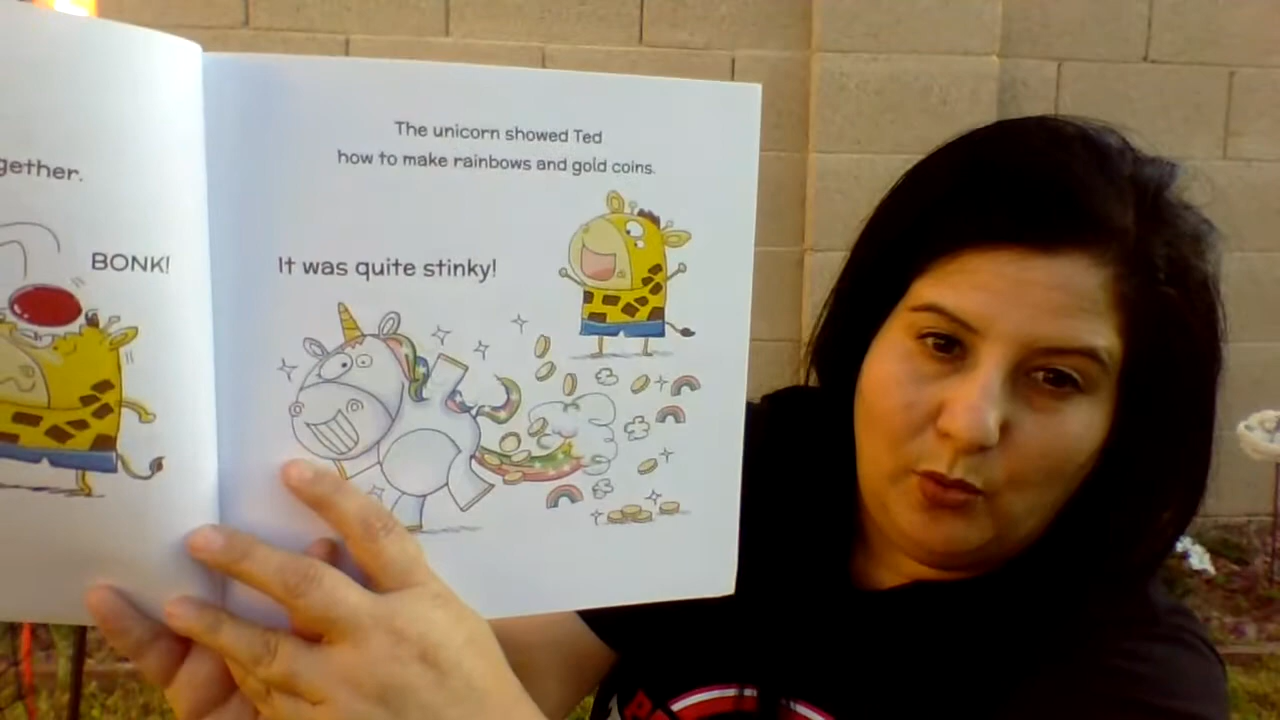 gether.
BONK!
The unicorn showed Ted
how to make rainbows and gold coins.
It was quite stinky!